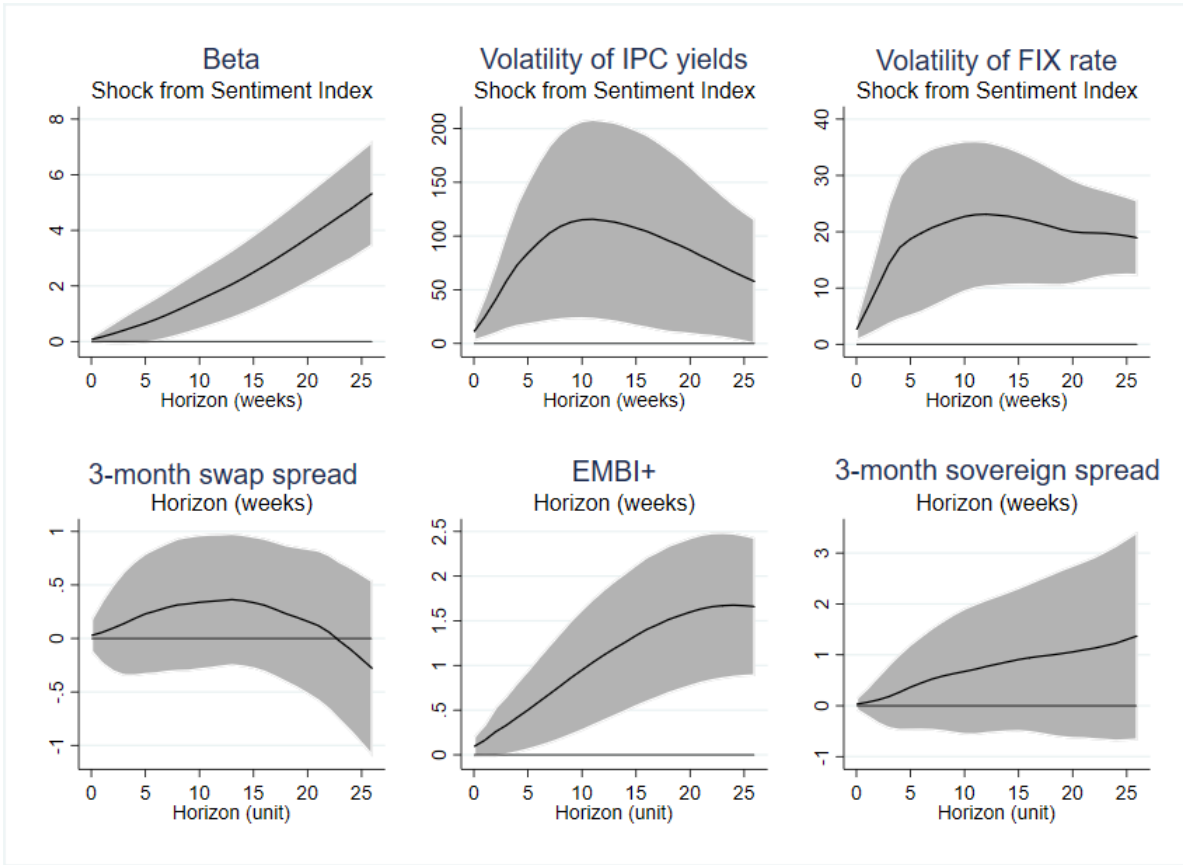 Beta
Shock from Sentiment Index
8
6
4
2
0
0 5 10 15 20 25
Horizon (weeks)
Volatility of IPC yields
Shock from Sentiment Index
200
150
100
50
0
0 5 10 15 20 25
Horizon (weeks)
Volatility of FIX rate
Shock from Sentiment Index
40
30
20
10
0
0 5 10 15 20 25
Horizon (weeks)
3-month swap spread
Horizon (weeks)
1
.5
0
-.5
-1
0 5 10 15 20 25
Horizon (unit)
EMBI+
Horizon (weeks)
2.5
2
1.5
1
.5
0
0 5 10 15 20 25
Horizon (unit)
3-month sovereign spread
Horizon (weeks)
3
2
1
0
-1
0 5 10 15 20 25
Horizon (unit)